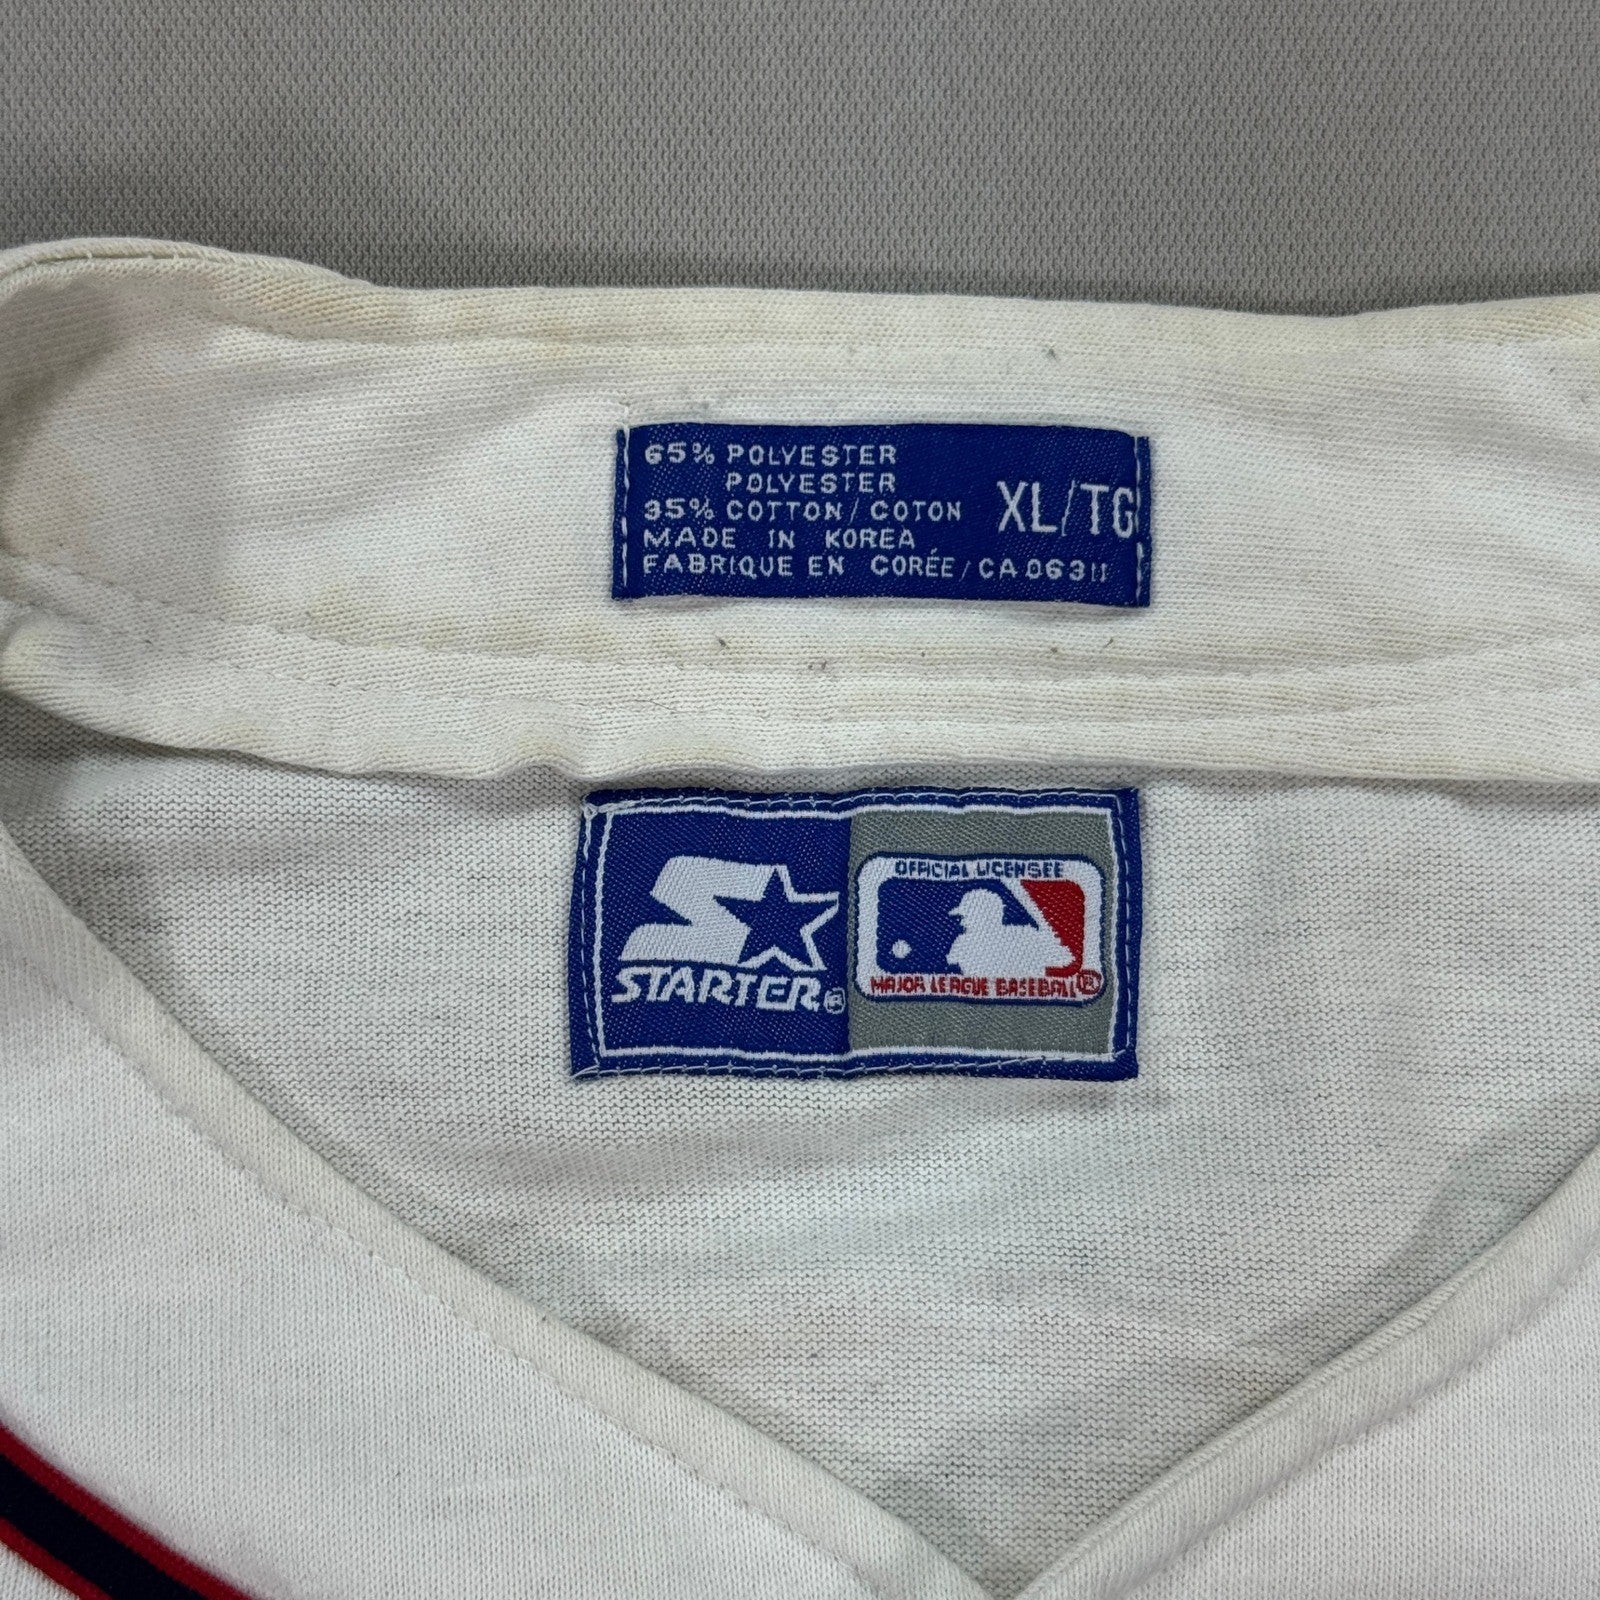 65% POLYESTER
POLYESTER
35% COTTON / COTON
XL/TG
MADE IN KOREA
FABRIQUE EN CORÉE / CA 06311
STARTER®
OFFICIAL LICENSEE
MAJOR LEAGUE BASEBALL®